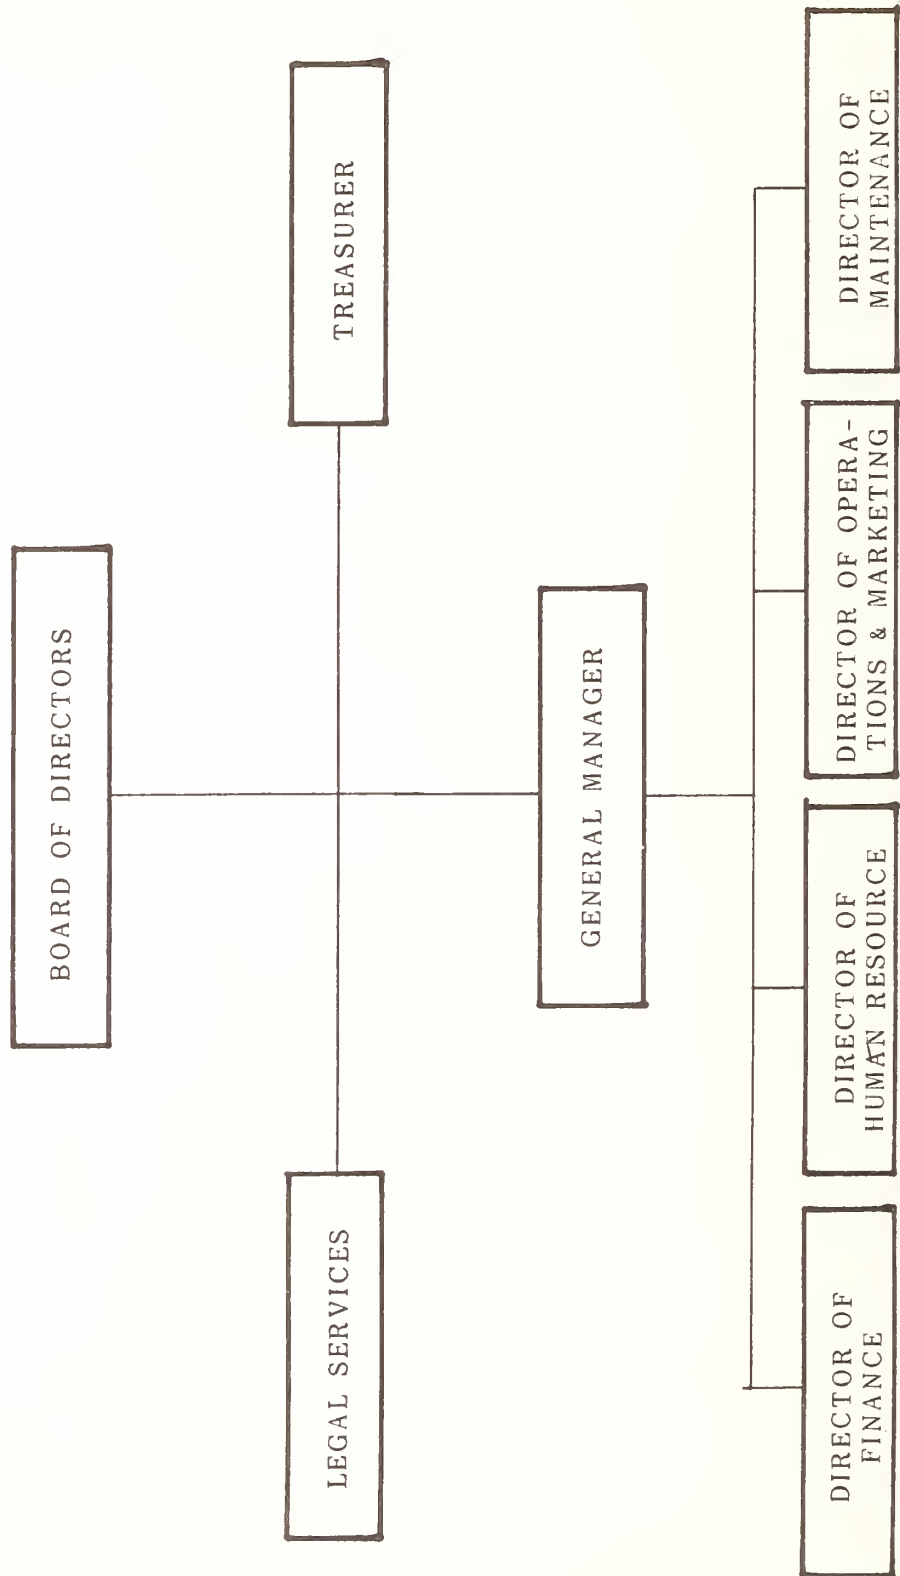 BOARD OF DIRECTORS
LEGAL SERVICES
TREASURER
GENERAL MANAGER
DIRECTOR OF
FINANCE
DIRECTOR OF
HUMAN RESOURCE
DIRECTOR OF OPERA-
TIONS & MARKETING
DIRECTOR OF
MAINTENANCE